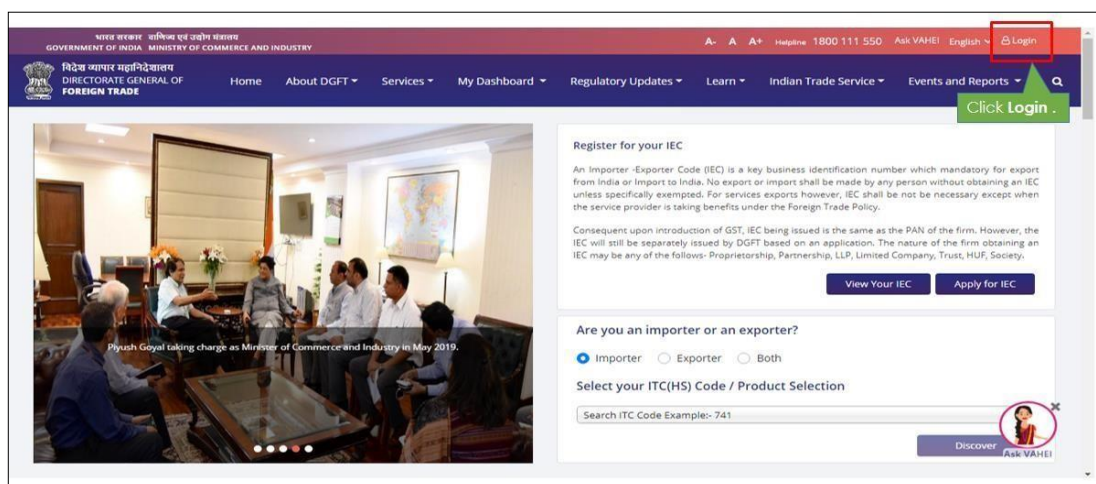 भारत सरकार वाणिज्य एवं उद्योग मंत्रालय
GOVERNMENT OF INDIA MINISTRY OF COMMERCE AND INDUSTRY
A- A A+ Helpline 1800 111 550 Ask VAHEI English Login
विदेश व्यापार महानिदेशालय
DIRECTORATE GENERAL OF
FOREIGN TRADE
Home About DGFT Services My Dashboard Regulatory Updates Learn Indian Trade Service Events and Reports
Click Login .
Piyush Goyal taking charge as Minister of Commerce and Industry in May 2019.
Register for your IEC
An Importer -Exporter Code (IEC) is a key business identification number which mandatory for export
from India or Import to India. No export or import shall be made by any person without obtaining an IEC
unless specifically exempted. For services exports however, IEC shall be not be necessary except when
the service provider is taking benefits under the Foreign Trade Policy.
Consequent upon introduction of GST, IEC being issued is the same as the PAN of the firm. However, the
IEC will still be separately issued by DGFT based on an application. The nature of the firm obtaining an
IEC may be any of the follows- Proprietorship, Partnership, LLP, Limited Company, Trust, HUF, Society.
View Your IEC Apply for IEC
Are you an importer or an exporter?
Importer Exporter Both
Select your ITC(HS) Code / Product Selection
Search ITC Code Example:- 741
Discover
Ask VAHEI